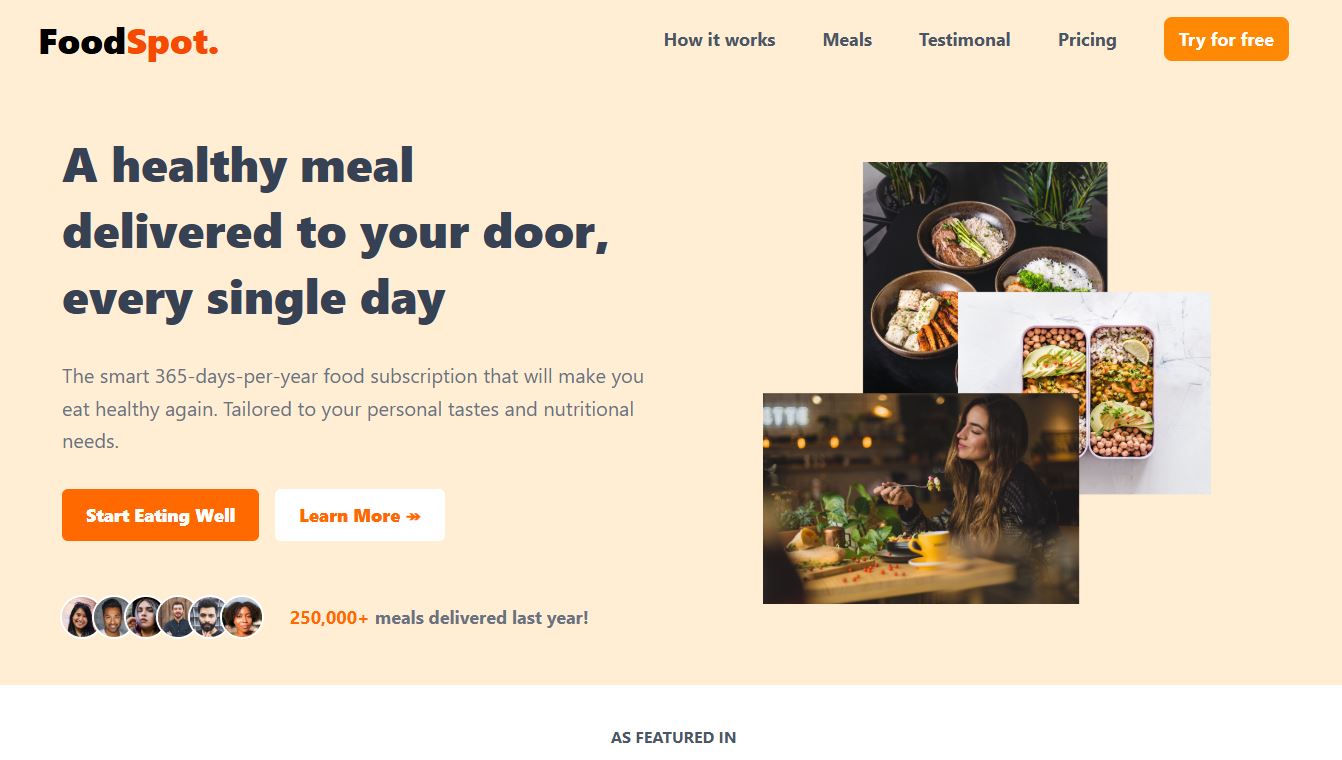 FoodSpot.
How it works
Meals
Testimonal
Pricing
Try for free
A healthy meal
delivered to your door,
every single day
The smart 365-days-per-year food subscription that will make you
eat healthy again. Tailored to your personal tastes and nutritional
needs.
Start Eating Well
Learn More ↠
250,000+ meals delivered last year!
AS FEATURED IN